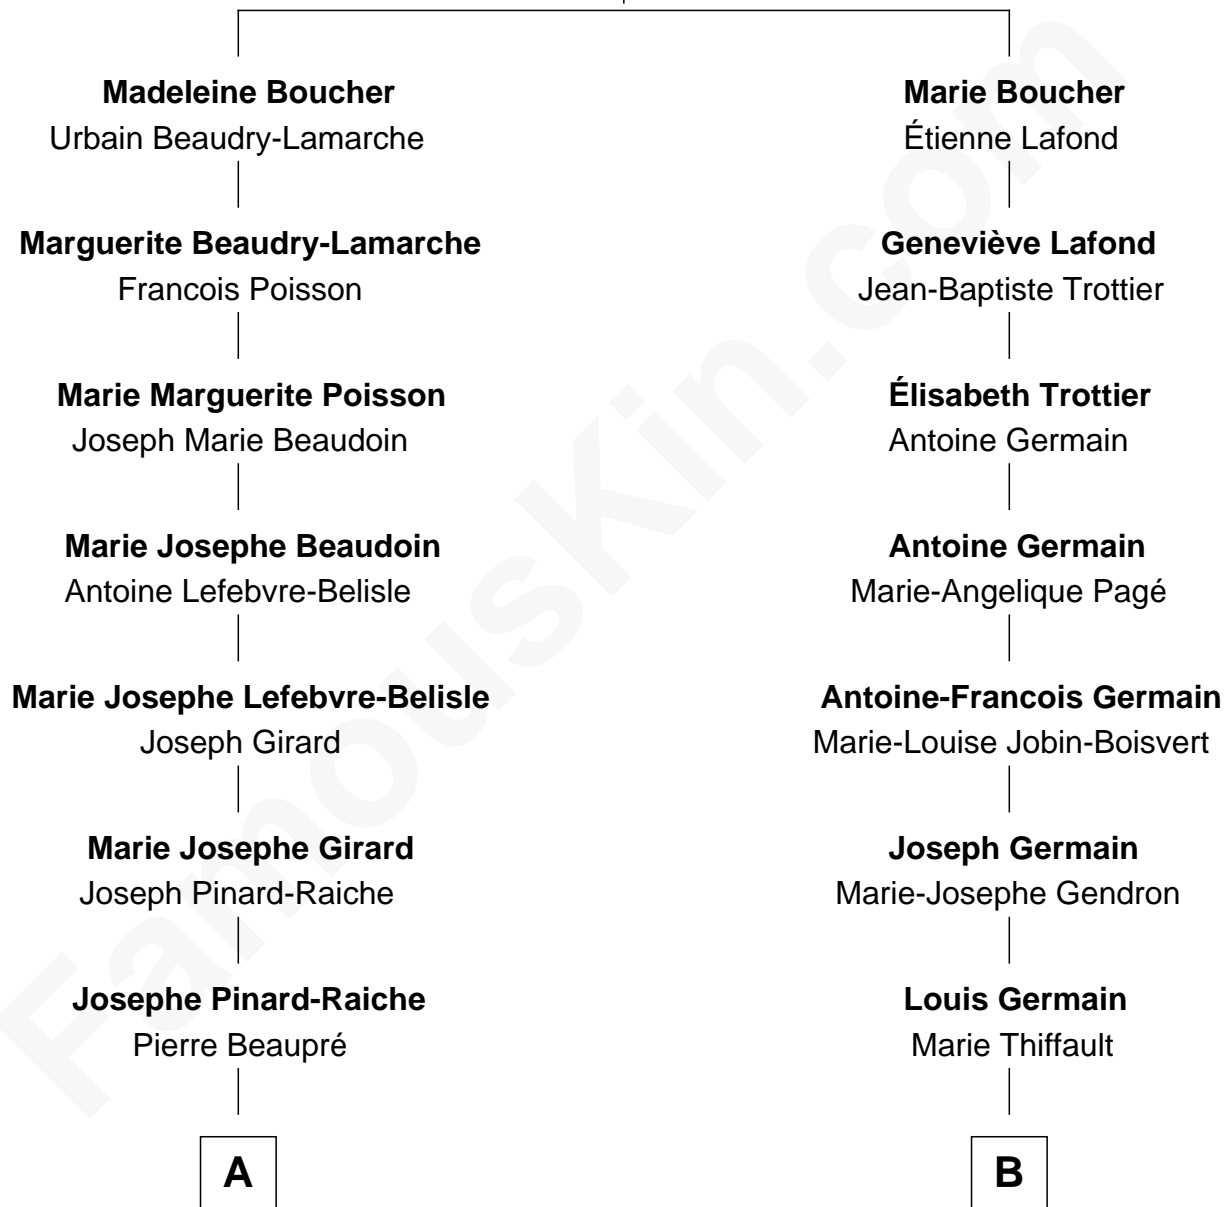 Madeleine Boucher
Urbain Beaudry-Lamarche
Marguerite Beaudry-Lamarche
Francois Poisson
Marie Marguerite Poisson
Joseph Marie Beaudoin
Marie Josephe Beaudoin
Antoine Lefebvre-Belisle
Marie Josephe Lefebvre-Belisle
Joseph Girard
Marie Josephe Girard
Joseph Pinard-Raiche
Josephe Pinard-Raiche
Pierre Beaupré
A
Marie Boucher
Étienne Lafond
Geneviève Lafond
Jean-Baptiste Trottier
Élisabeth Trottier
Antoine Germain
Antoine Germain
Marie-Angelique Pagé
Antoine-Francois Germain
Marie-Louise Jobin-Boisvert
Joseph Germain
Marie-Josephe Gendron
Louis Germain
Marie Thiffault
B
FamousKin.com